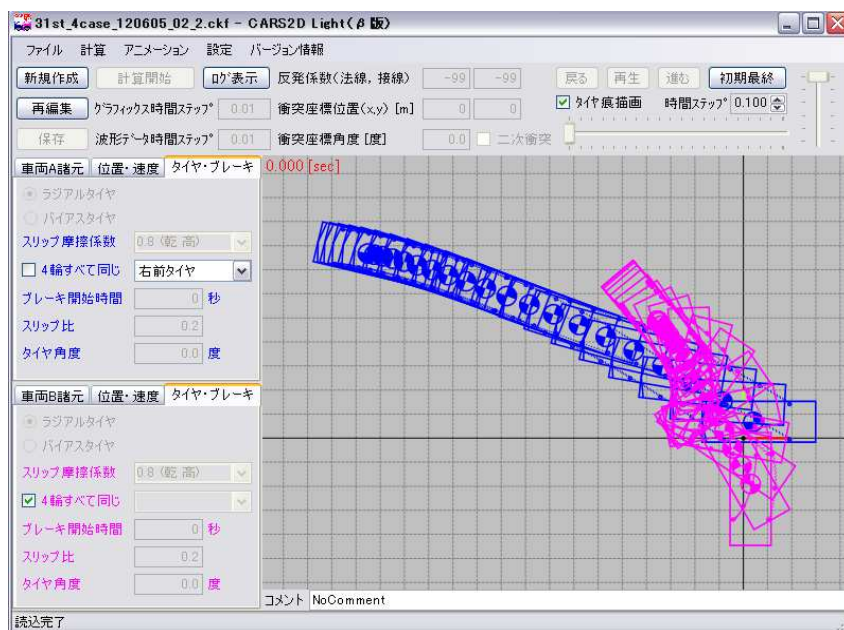 31st_4case_120605_02_2.ckf - CARS2D Light(β版)
ファイル 計算 アニメーション 設定 バージョン情報
新規作成 計算開始 ログ表示 反発係数(法線, 接線) -99 -99 戻る 再生 進む 初期最終
再編集 グラフィックス時間ステップ 0.01 衝突座標位置(x,y) [m] 0 0 タイヤ痕描画 時間ステップ 0.100
保存 波形データ時間ステップ 0.01 衝突座標角度 [度] 0.0 二次衝突
車両A諸元 位置・速度 タイヤ・ブレーキ 0.000 [sec]
ラジアルタイヤ
バイアスタイヤ
スリップ摩擦係数 0.8 (乾 高)
4輪すべて同じ 右前タイヤ
ブレーキ開始時間 0 秒
スリップ比 0.2
タイヤ角度 0.0 度
車両B諸元 位置・速度 タイヤ・ブレーキ
ラジアルタイヤ
バイアスタイヤ
スリップ摩擦係数 0.8 (乾 高)
4輪すべて同じ
ブレーキ開始時間 0 秒
スリップ比 0.2
タイヤ角度 0.0 度
コメント NoComment
読込完了